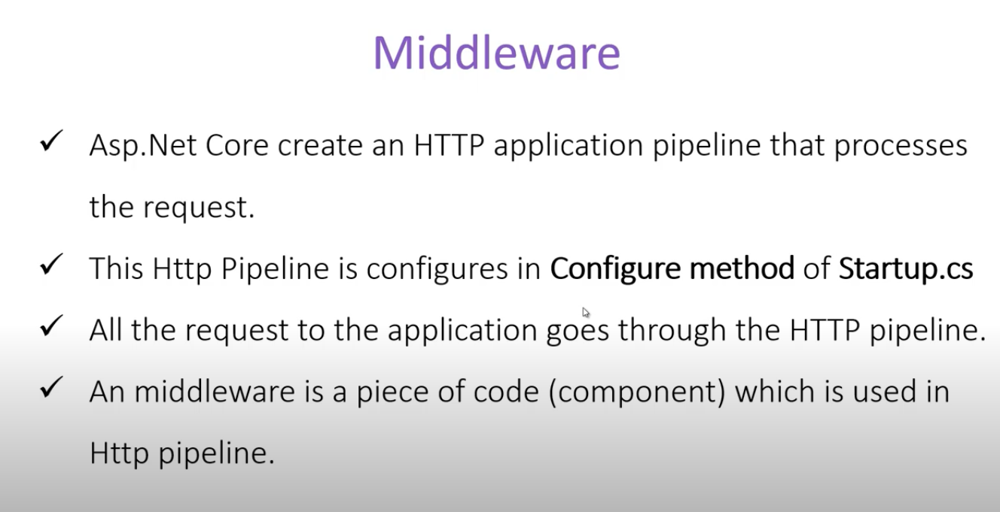 Middleware
✓ Asp.Net Core create an HTTP application pipeline that processes
the request.
✓ This Http Pipeline is configures in Configure method of Startup.cs
✓ All the request to the application goes through the HTTP pipeline.
✓ An middleware is a piece of code (component) which is used in
Http pipeline.